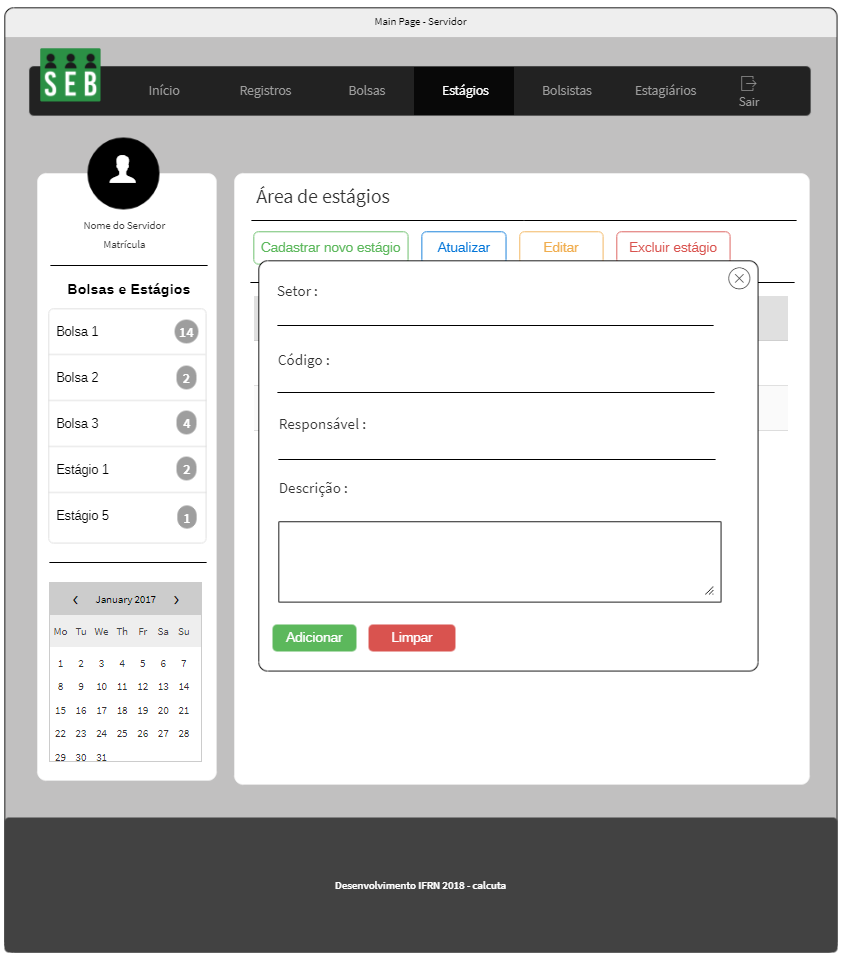 Main Page - Servidor
SEB
Início Registros Bolsas Estágios Bolsistas Estagiários Sair
Nome do Servidor
Matrícula
Bolsas e Estágios
Bolsa 1 14
Bolsa 2 2
Bolsa 3 4
Estágio 1 2
Estágio 5 1
January 2017
Mo Tu We Th Fr Sa Su
1 2 3 4 5 6 7
8 9 10 11 12 13 14
15 16 17 18 19 20 21
22 23 24 25 26 27 28
29 30 31
Área de estágios
Cadastrar novo estágio Atualizar Editar Excluir estágio
Setor :
Código :
Responsável :
Descrição :
Adicionar Limpar
Desenvolvimento IFRN 2018 - calcuta